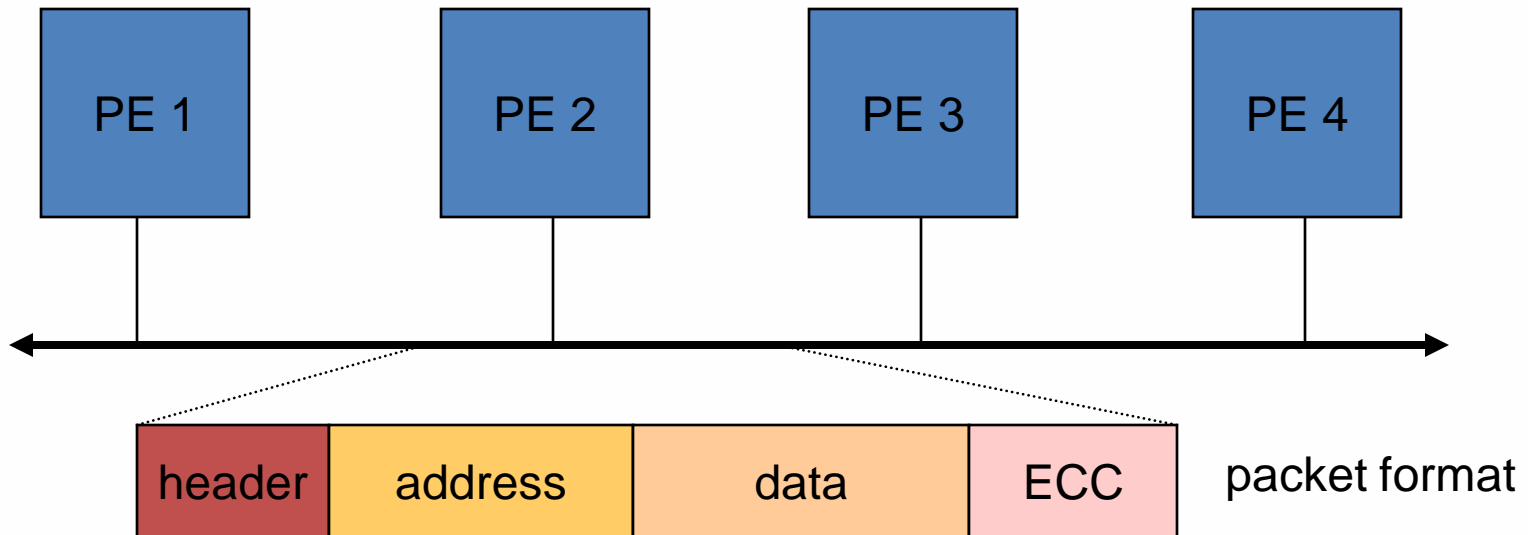 PE 1
PE 2
PE 3
PE 4
header
address
data
ECC
packet format